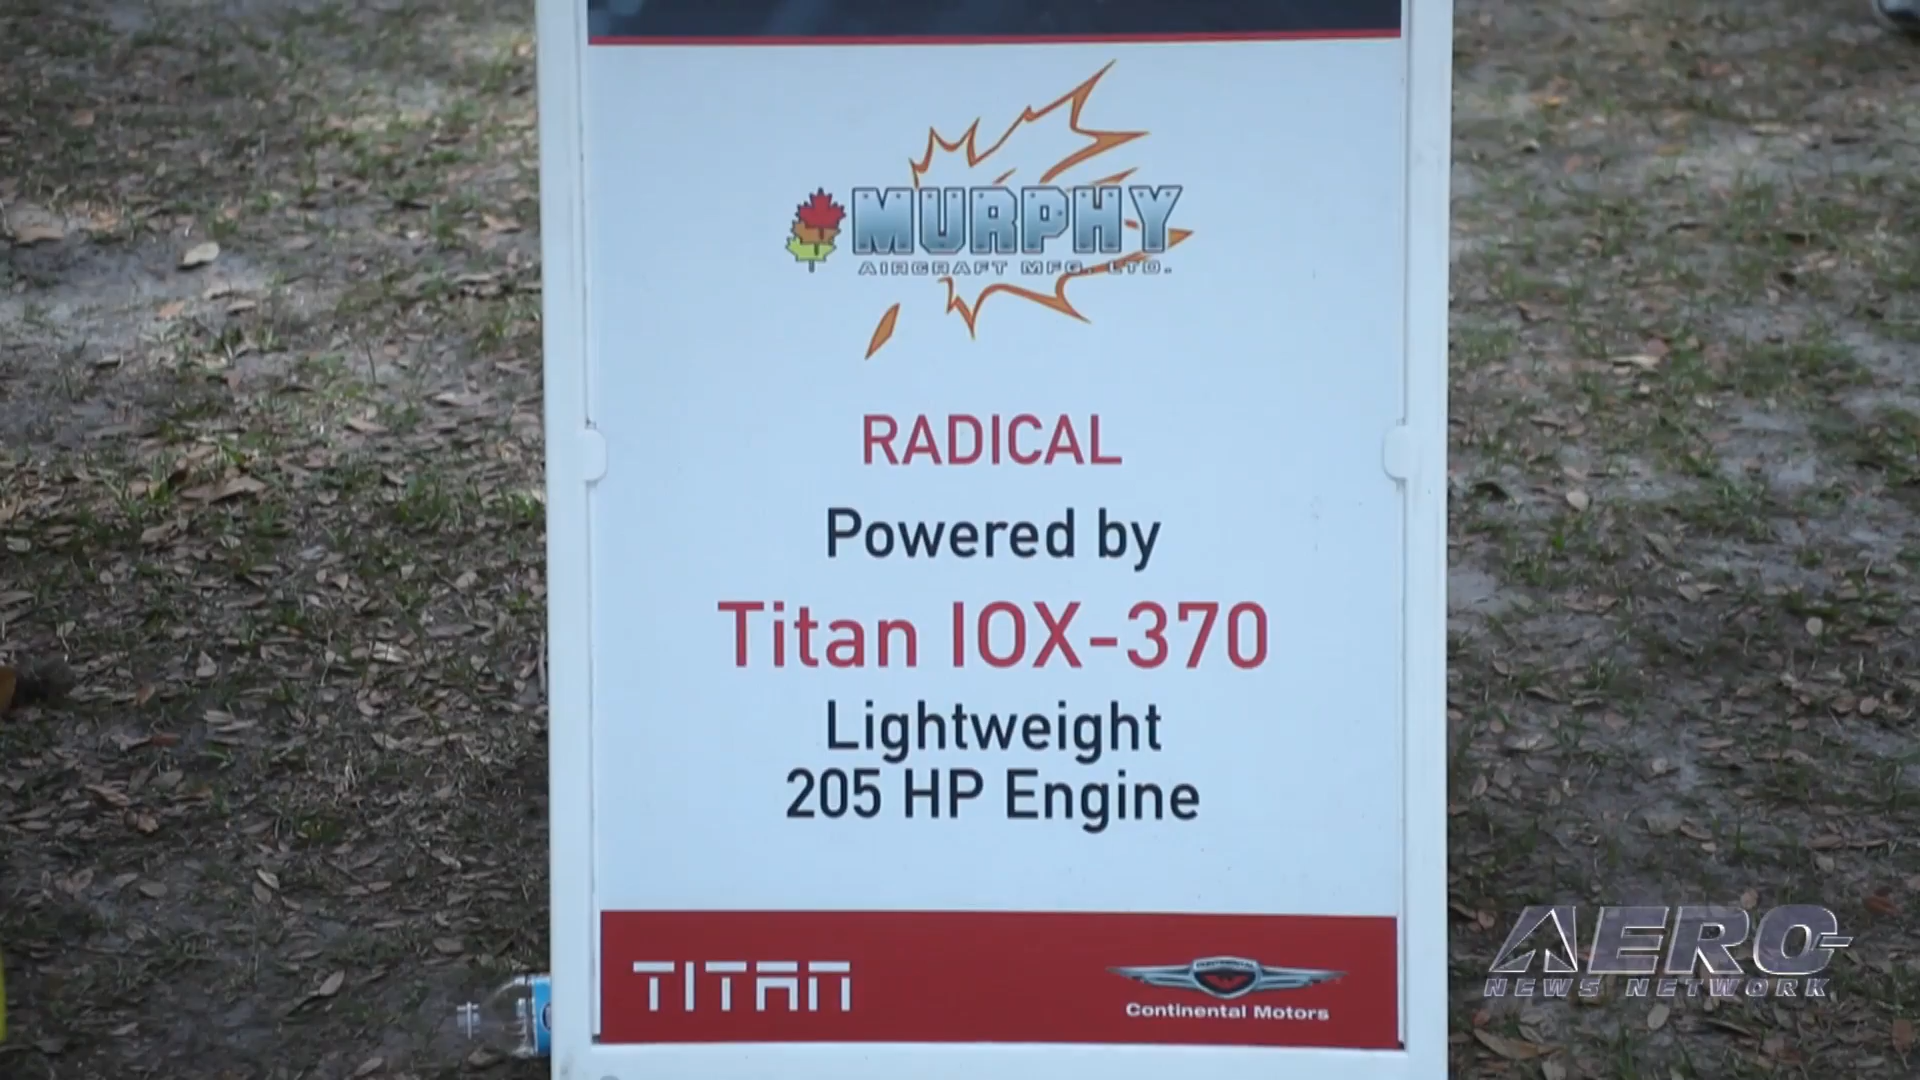 MURPHY
AIRCRAFT MFG. LTD.
RADICAL
Powered by
Titan IOX-370
Lightweight
205 HP Engine
TITAN
CONTINENTAL
Continental Motors
AERO-
NEWS NETWORK